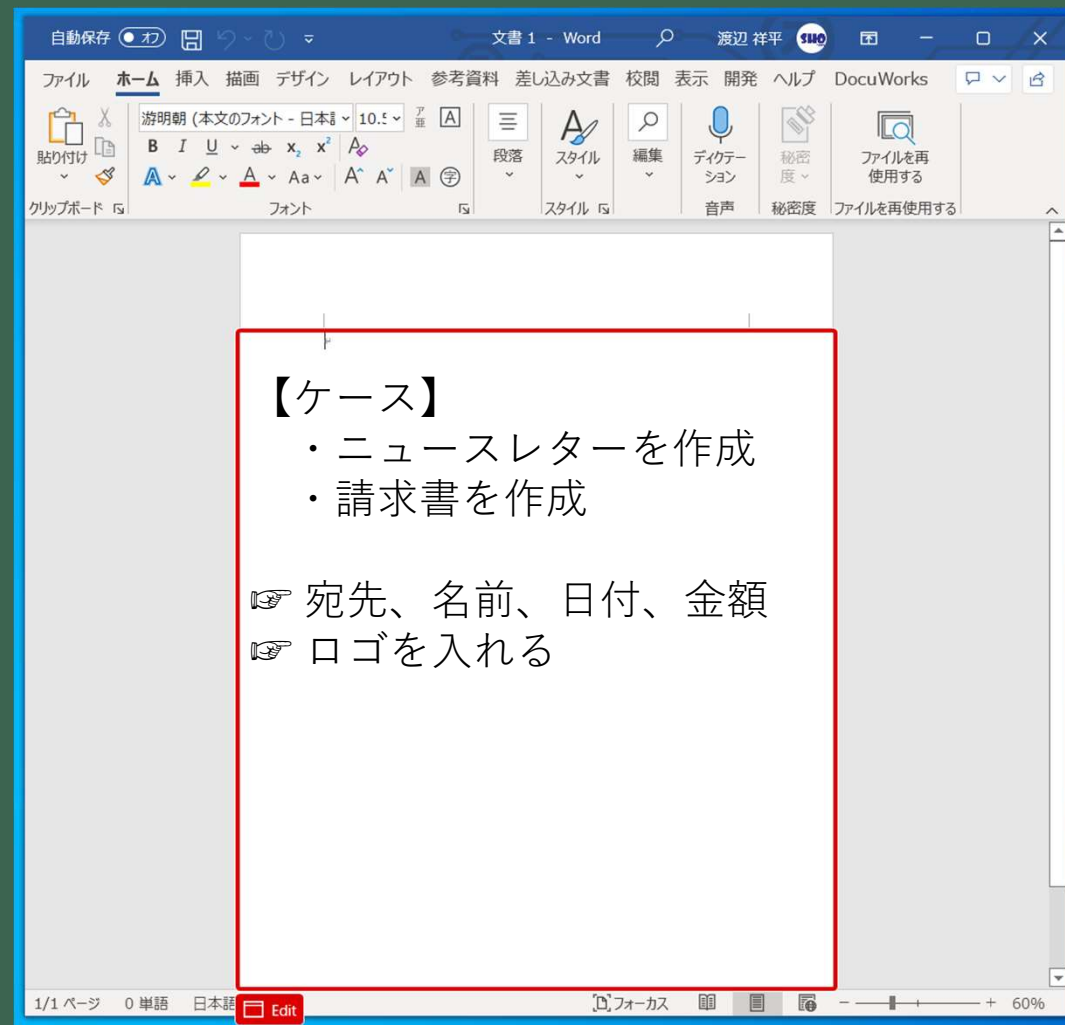 自動保存 オフ 文書 1 - Word 渡辺 祥平 SHO
ファイル ホーム 挿入 描画 デザイン レイアウト 参考資料 差し込み文書 校閲 表示 開発 ヘルプ DocuWorks
游明朝 (本文のフォント - 日本語 10.5 ア亜 A
B I U ab x₂ x² A
A A Aa A^ A˅ A 字
貼り付け 段落 スタイル 編集 ディクテーション 秘密度 ファイルを再使用する
クリップボード フォント スタイル 音声 秘密度 ファイルを再使用する
【ケース】
・ニュースレターを作成
・請求書を作成
☞ 宛先、名前、日付、金額
☞ ロゴを入れる
1/1 ページ 0 単語 日本語 Edit フォーカス - + 60%